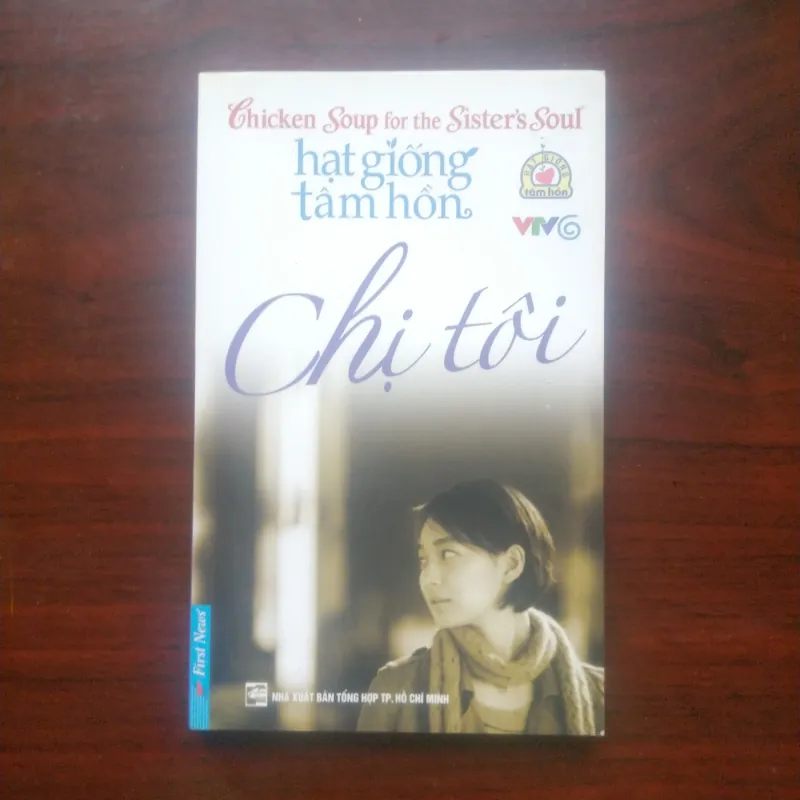 Chicken Soup for the Sister's Soul
hạt giống
tâm hồn
HẠT GIỐNG
tâm hồn
VTV6
Chị tôi
First News
NHÀ XUẤT BẢN TỔNG HỢP TP. HỒ CHÍ MINH